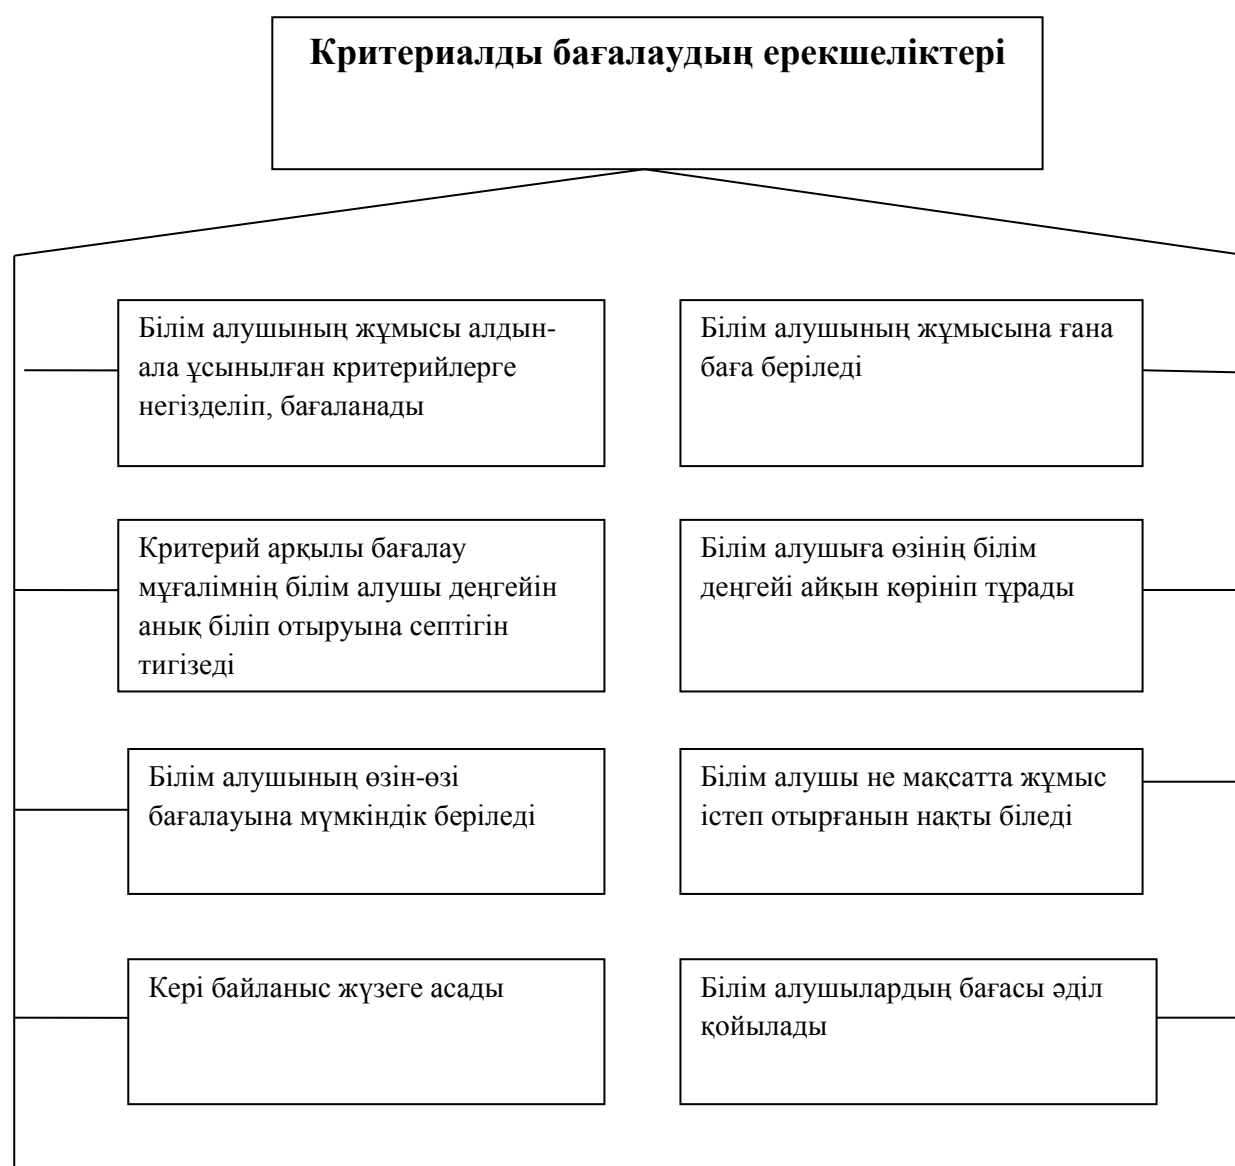 Критериалды бағалаудың ерекшеліктері
Білім алушының жұмысы алдын-
ала ұсынылған критерийлерге
негізделіп, бағаланады
Білім алушының жұмысына ғана
баға беріледі
Критерий арқылы бағалау
мұғалімнің білім алушы деңгейін
анық біліп отыруына септігін
тигізеді
Білім алушыға өзінің білім
деңгейі айқын көрініп тұрады
Білім алушының өзін-өзі
бағалауына мүмкіндік беріледі
Білім алушы не мақсатта жұмыс
істеп отырғанын нақты біледі
Кері байланыс жүзеге асады
Білім алушылардың бағасы әділ
қойылады